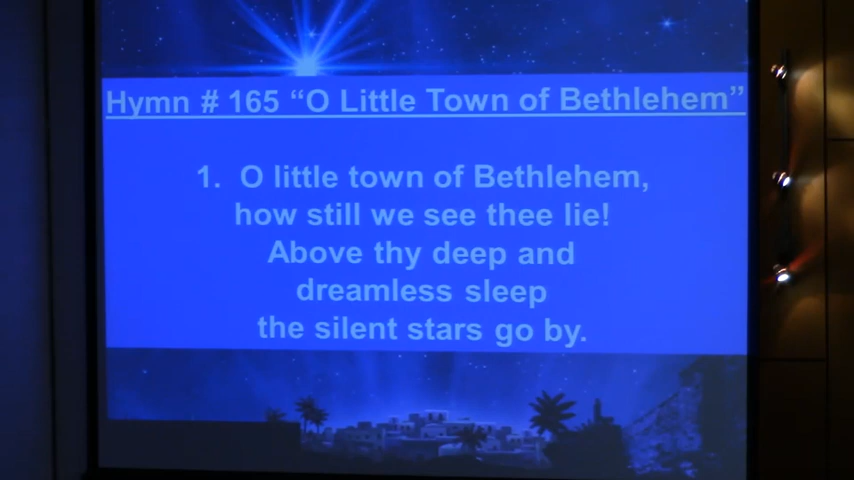 Hymn # 165 “O Little Town of Bethlehem”
1. O little town of Bethlehem,
how still we see thee lie!
Above thy deep and
dreamless sleep
the silent stars go by.